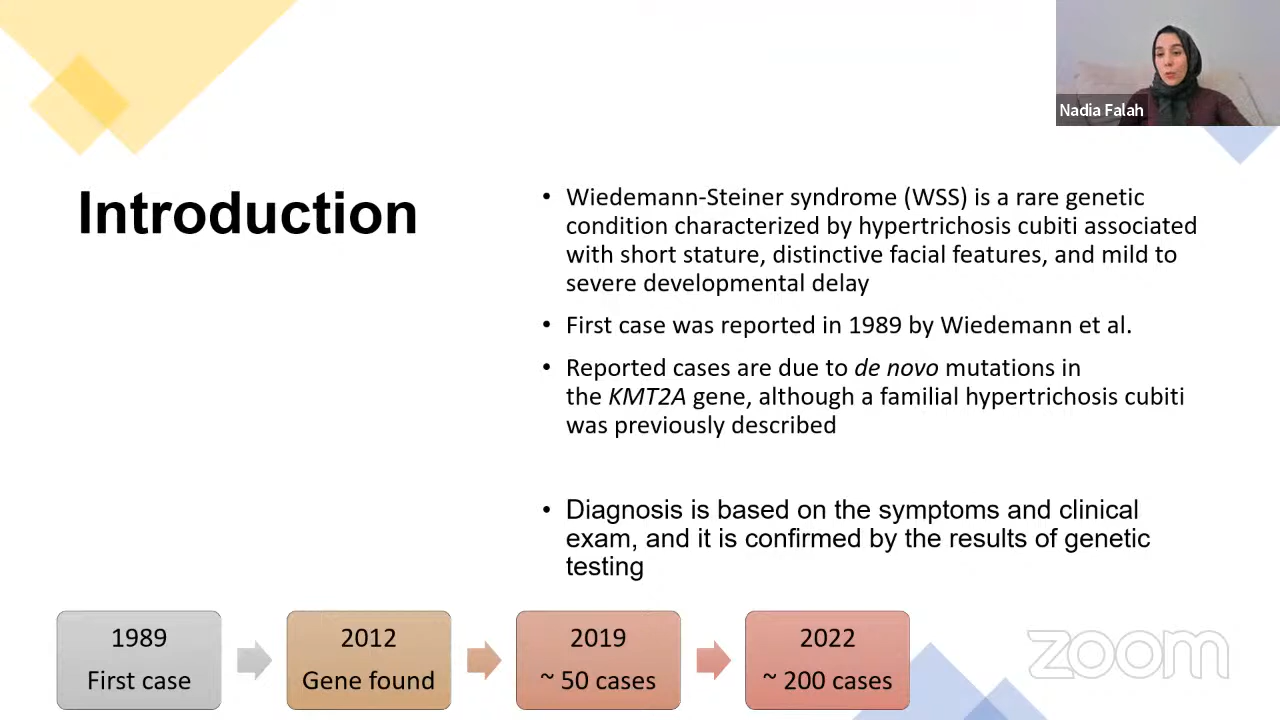 Nadia Falah
Introduction
• Wiedemann-Steiner syndrome (WSS) is a rare genetic
condition characterized by hypertrichosis cubiti associated
with short stature, distinctive facial features, and mild to
severe developmental delay
• First case was reported in 1989 by Wiedemann et al.
• Reported cases are due to de novo mutations in
the KMT2A gene, although a familial hypertrichosis cubiti
was previously described
• Diagnosis is based on the symptoms and clinical
exam, and it is confirmed by the results of genetic
testing
1989
First case
2012
Gene found
2019
~ 50 cases
2022
~ 200 cases
zoom